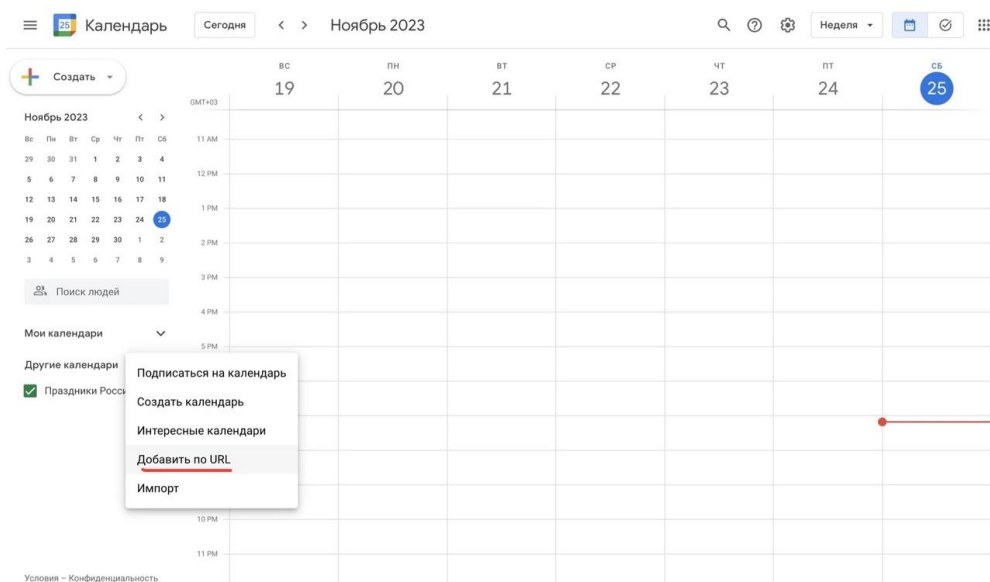 25 Календарь Сегодня Ноябрь 2023 Неделя
Создать
ВС ПН ВТ СР ЧТ ПТ СБ
19 20 21 22 23 24 25
GMT+03
Ноябрь 2023
Вс Пн Вт Ср Чт Пт Сб
29 30 31 1 2 3 4
5 6 7 8 9 10 11
12 13 14 15 16 17 18
19 20 21 22 23 24 25
26 27 28 29 30 1 2
3 4 5 6 7 8 9
Поиск людей
Мои календари
Другие календари
Праздники Росси
Подписаться на календарь
Создать календарь
Интересные календари
Добавить по URL
Импорт
11 AM
12 PM
1 PM
2 PM
3 PM
4 PM
5 PM
10 PM
11 PM
Условия – Конфиденциальность